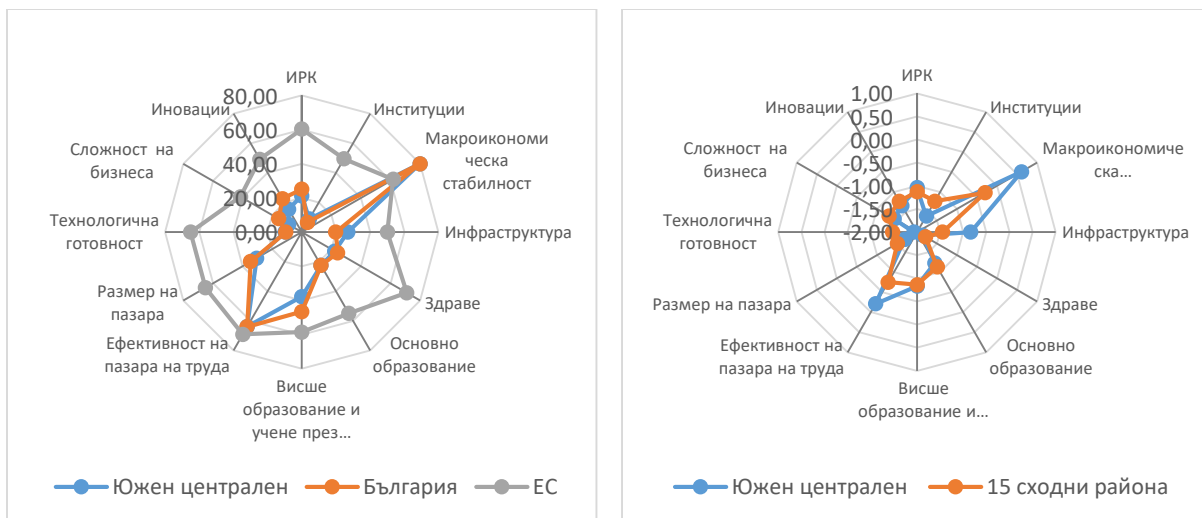 ИРК
80,00
60,00
40,00
20,00
0,00
Институции
Макроикономи
ческа
стабилност
Инфраструктура
Здраве
Основно
образование
Висше
образование и
учене през...
Ефективност на
пазара на труда
Размер на
пазара
Технологична
готовност
Сложност на
бизнеса
Иновации
Южен централен
България
ЕС
ИРК
1,00
0,50
0,00
-0,50
-1,00
-1,50
-2,00
Институции
Макроикономиче
ска...
Инфраструктура
Здраве
Основно
образование
Висше
образование и...
Ефективност на
пазара на труда
Размер на пазара
Технологична
готовност
Сложност на
бизнеса
Иновации
Южен централен
15 сходни района